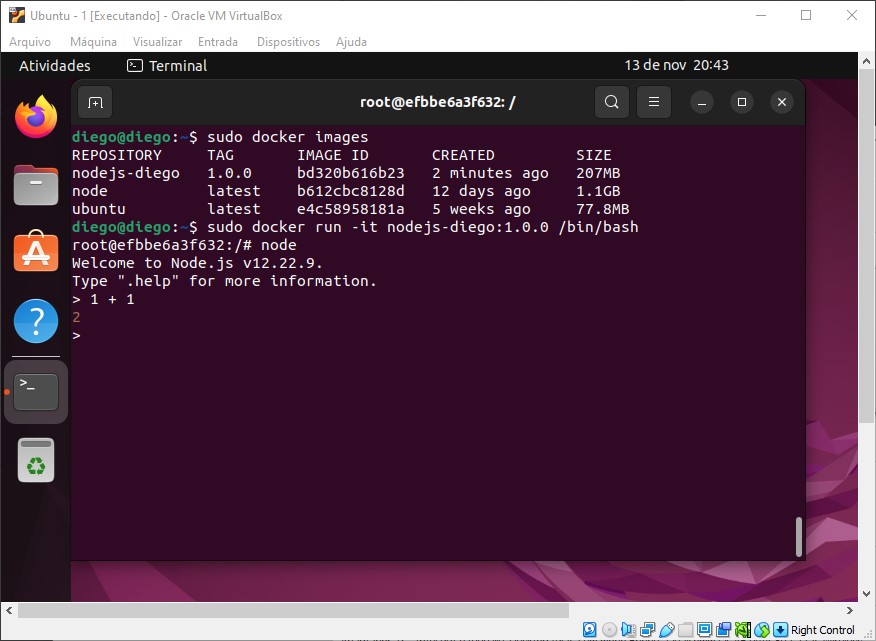 Ubuntu - 1 [Executando] - Oracle VM VirtualBox
Arquivo Máquina Visualizar Entrada Dispositivos Ajuda
Atividades Terminal 13 de nov 20:43
root@efbbe6a3f632: /
diego@diego:~$ sudo docker images
REPOSITORY TAG IMAGE ID CREATED SIZE
nodejs-diego 1.0.0 bd320b616b23 2 minutes ago 207MB
node latest b612cbc8128d 12 days ago 1.1GB
ubuntu latest e4c58958181a 5 weeks ago 77.8MB
diego@diego:~$ sudo docker run -it nodejs-diego:1.0.0 /bin/bash
root@efbbe6a3f632:/# node
Welcome to Node.js v12.22.9.
Type ".help" for more information.
> 1 + 1
2
>
Right Control